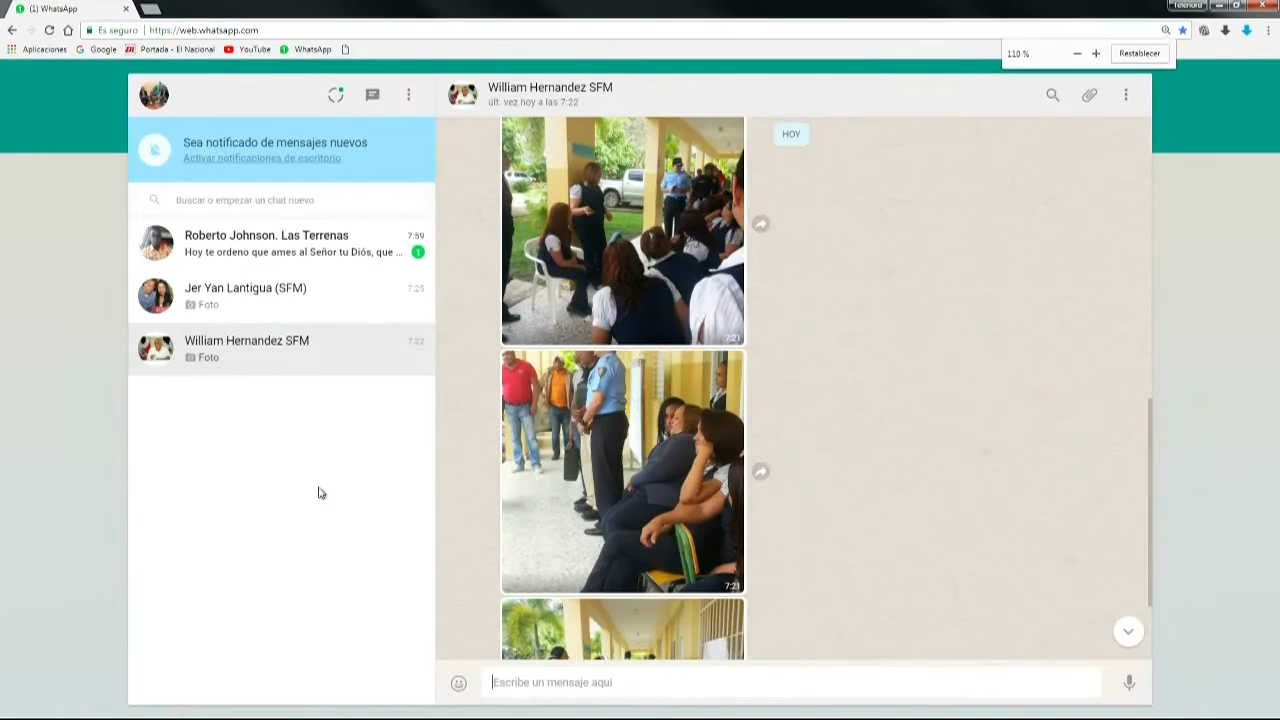 (1) WhatsApp
Telenord
Es seguro
https://web.whatsapp.com
Aplicaciones
Google
Portada - El Nacional
YouTube
WhatsApp
110 %
Restablecer
William Hernandez SFM
últ. vez hoy a las 7:22
Sea notificado de mensajes nuevos
Activar notificaciones de escritorio
Buscar o empezar un chat nuevo
Roberto Johnson. Las Terrenas
7:59
Hoy te ordeno que ames al Señor tu Diós, que ...
1
Jer Yan Lantigua (SFM)
7:25
Foto
William Hernandez SFM
7:22
Foto
HOY
7:21
7:21
Escribe un mensaje aquí